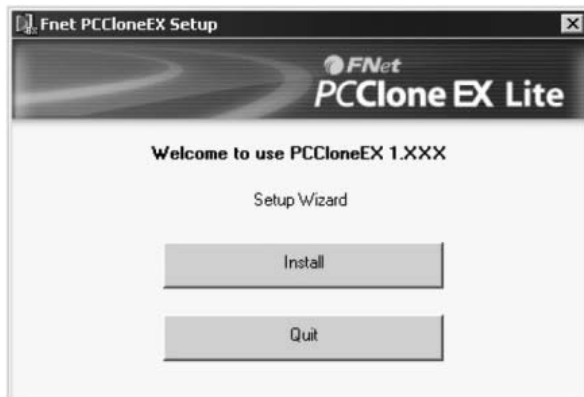 Fnet PCCloneEX Setup
FNet
PCClone EX Lite
Welcome to use PCCloneEX 1.XXX
Setup Wizard
Install
Quit